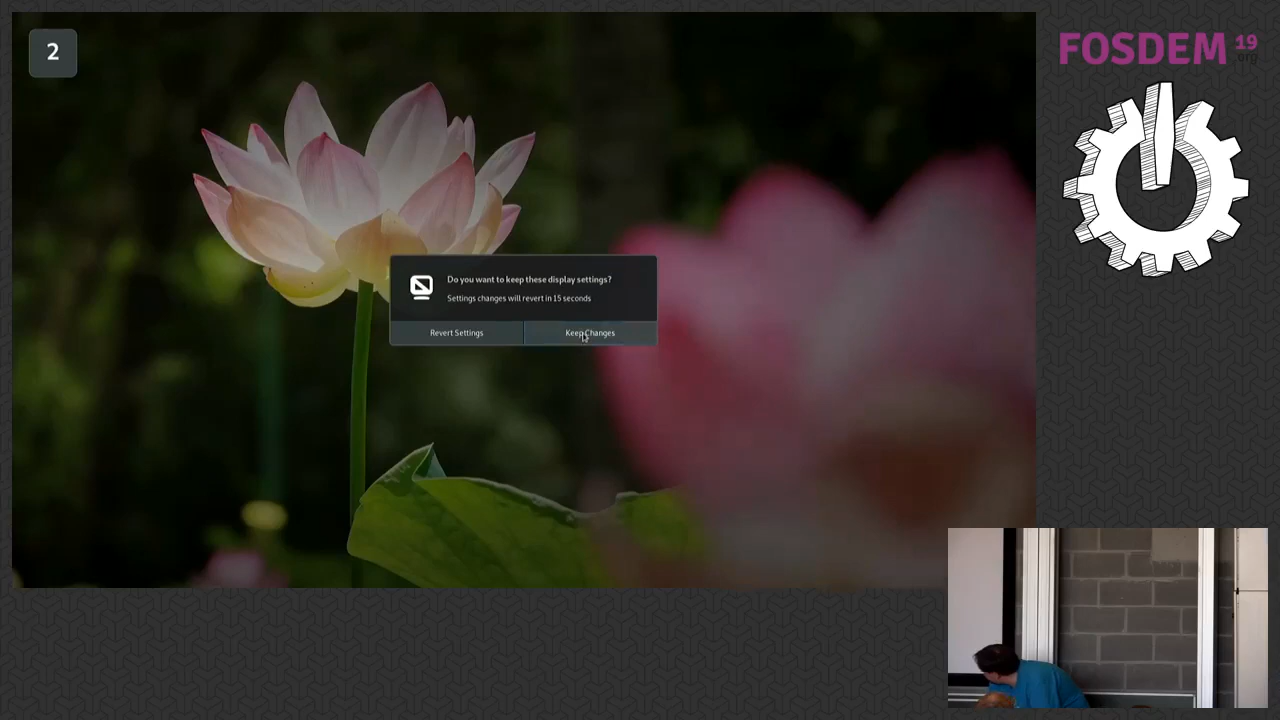 2
FOSDEM 19
.org
Do you want to keep these display settings?
Settings changes will revert in 15 seconds
Revert Settings
Keep Changes